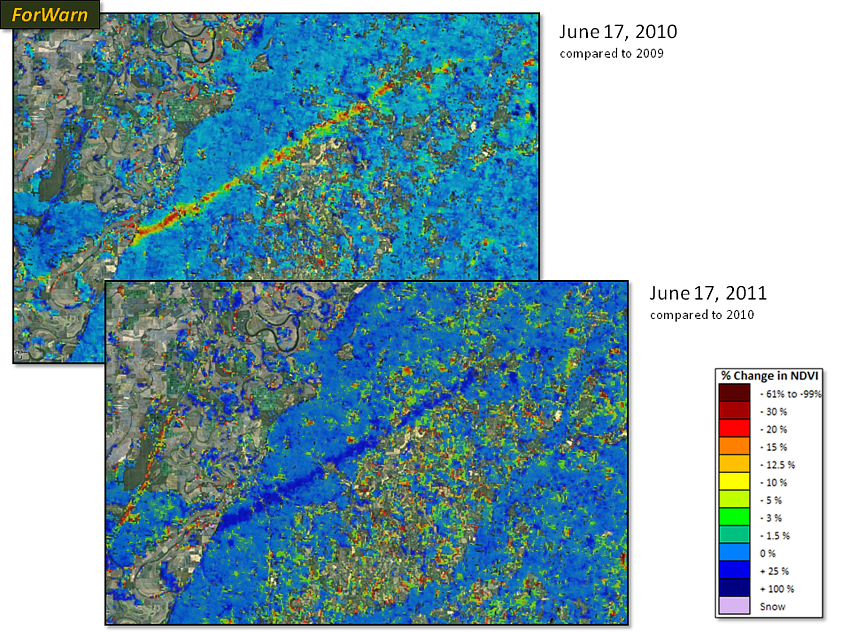 ForWarn
June 17, 2010
compared to 2009
June 17, 2011
compared to 2010
% Change in NDVI
- 61% to -99%
- 30 %
- 20 %
- 15 %
- 12.5 %
- 10 %
- 5 %
- 3 %
- 1.5 %
0 %
+ 25 %
+ 100 %
Snow